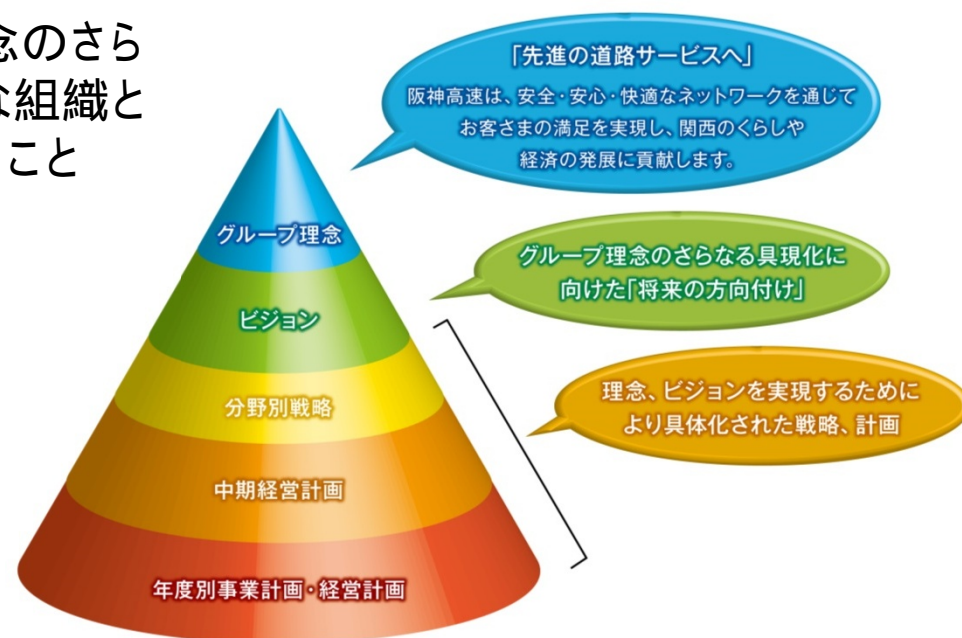 念のさら
な組織と
こと
「先進の道路サービスへ」
阪神高速は、安全・安心・快適なネットワークを通じて
お客さまの満足を実現し、関西のくらしや
経済の発展に貢献します。
グループ理念
グループ理念のさらなる具現化に
向けた「将来の方向付け」
ビジョン
理念、ビジョンを実現するために
より具体化された戦略、計画
分野別戦略
中期経営計画
年度別事業計画・経営計画